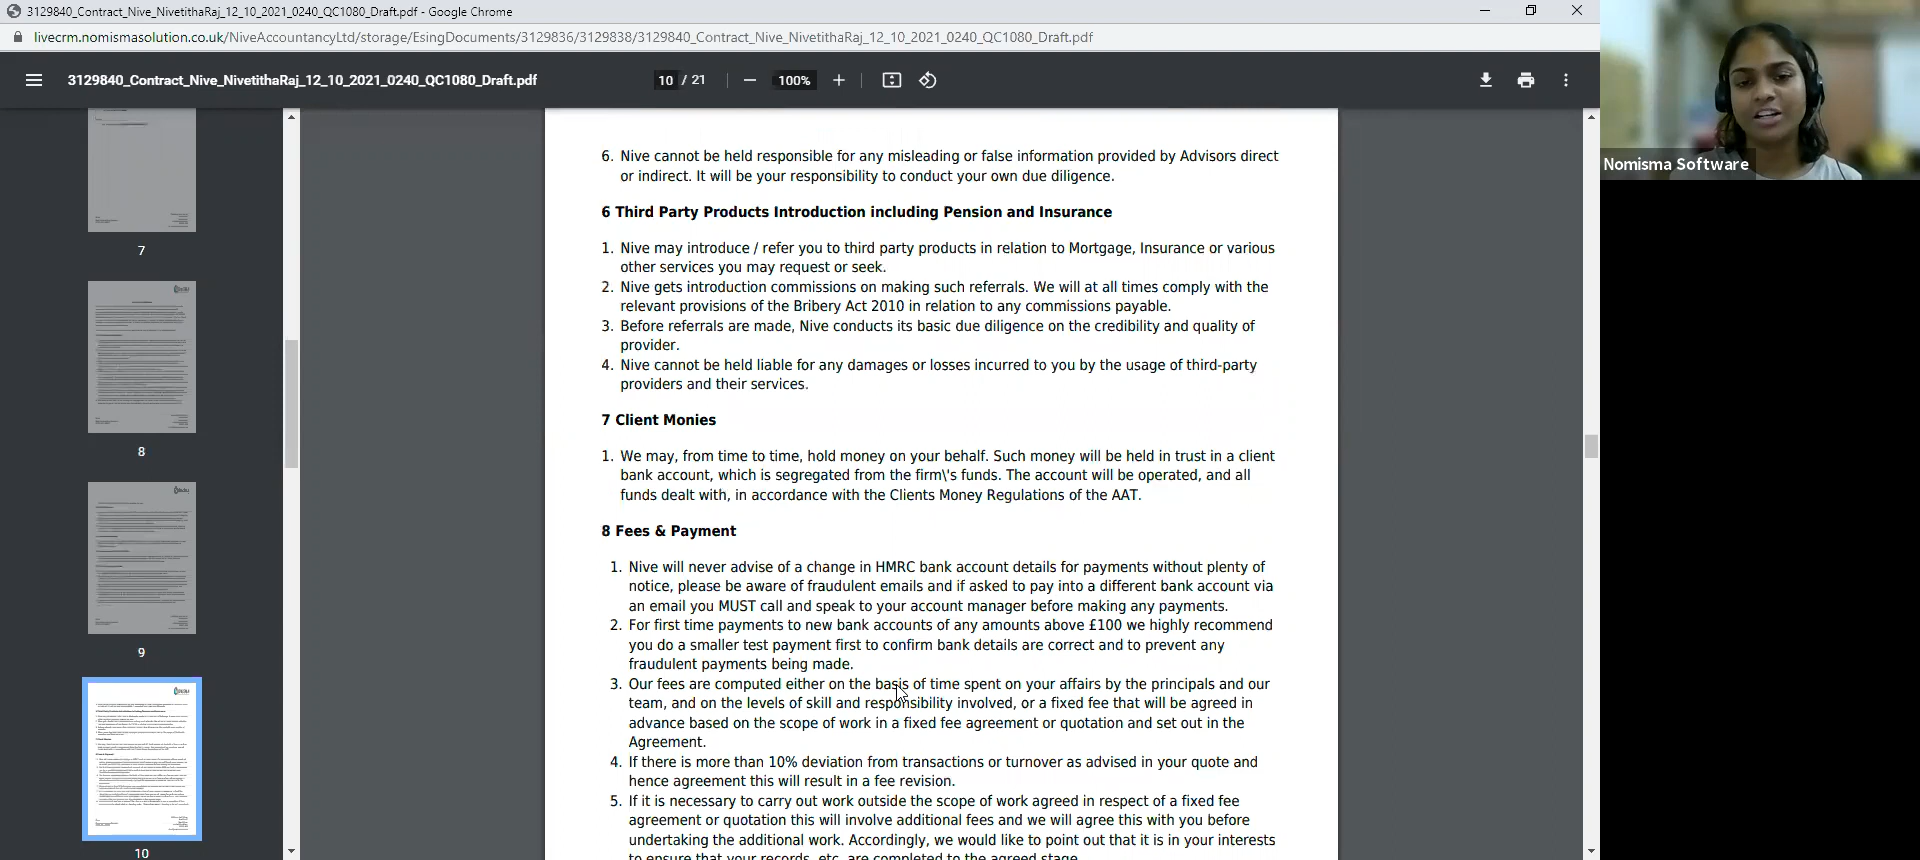 3129840_Contract_Nive_NivetithaRaj_12_10_2021_0240_QC1080_Draft.pdf - Google Chrome
livecrm.nomismasolution.co.uk/NiveAccountancyLtd/storage/EsingDocuments/3129836/3129838/3129840_Contract_Nive_NivetithaRaj_12_10_2021_0240_QC1080_Draft.pdf
3129840_Contract_Nive_NivetithaRaj_12_10_2021_0240_QC1080_Draft.pdf
10 / 21
100%
Nomisma Software
7
8
9
10
6. Nive cannot be held responsible for any misleading or false information provided by Advisors direct
or indirect. It will be your responsibility to conduct your own due diligence.
6 Third Party Products Introduction including Pension and Insurance
1. Nive may introduce / refer you to third party products in relation to Mortgage, Insurance or various
other services you may request or seek.
2. Nive gets introduction commissions on making such referrals. We will at all times comply with the
relevant provisions of the Bribery Act 2010 in relation to any commissions payable.
3. Before referrals are made, Nive conducts its basic due diligence on the credibility and quality of
provider.
4. Nive cannot be held liable for any damages or losses incurred to you by the usage of third-party
providers and their services.
7 Client Monies
1. We may, from time to time, hold money on your behalf. Such money will be held in trust in a client
bank account, which is segregated from the firm\'s funds. The account will be operated, and all
funds dealt with, in accordance with the Clients Money Regulations of the AAT.
8 Fees & Payment
1. Nive will never advise of a change in HMRC bank account details for payments without plenty of
notice, please be aware of fraudulent emails and if asked to pay into a different bank account via
an email you MUST call and speak to your account manager before making any payments.
2. For first time payments to new bank accounts of any amounts above £100 we highly recommend
you do a smaller test payment first to confirm bank details are correct and to prevent any
fraudulent payments being made.
3. Our fees are computed either on the basis of time spent on your affairs by the principals and our
team, and on the levels of skill and responsibility involved, or a fixed fee that will be agreed in
advance based on the scope of work in a fixed fee agreement or quotation and set out in the
Agreement.
4. If there is more than 10% deviation from transactions or turnover as advised in your quote and
hence agreement this will result in a fee revision.
5. If it is necessary to carry out work outside the scope of work agreed in respect of a fixed fee
agreement or quotation this will involve additional fees and we will agree this with you before
undertaking the additional work. Accordingly, we would like to point out that it is in your interests
to ensure that your records, etc. are completed to the agreed stage.